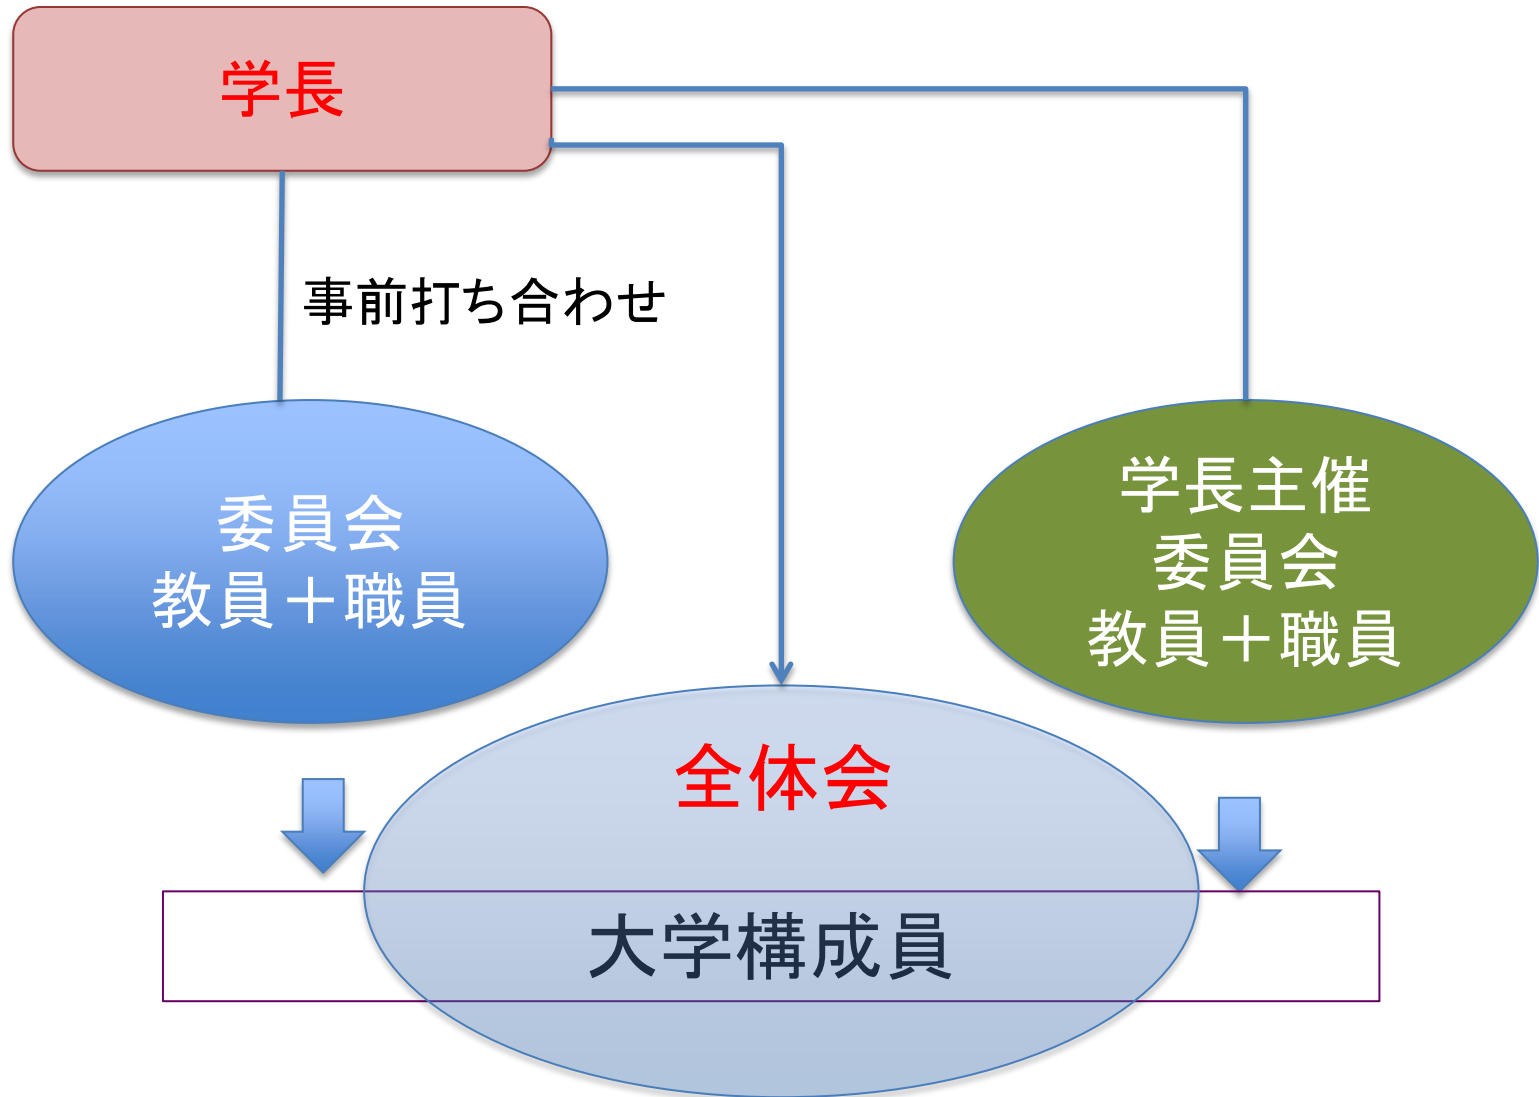 学長
事前打ち合わせ
委員会
教員＋職員
学長主催
委員会
教員＋職員
全体会
大学構成員